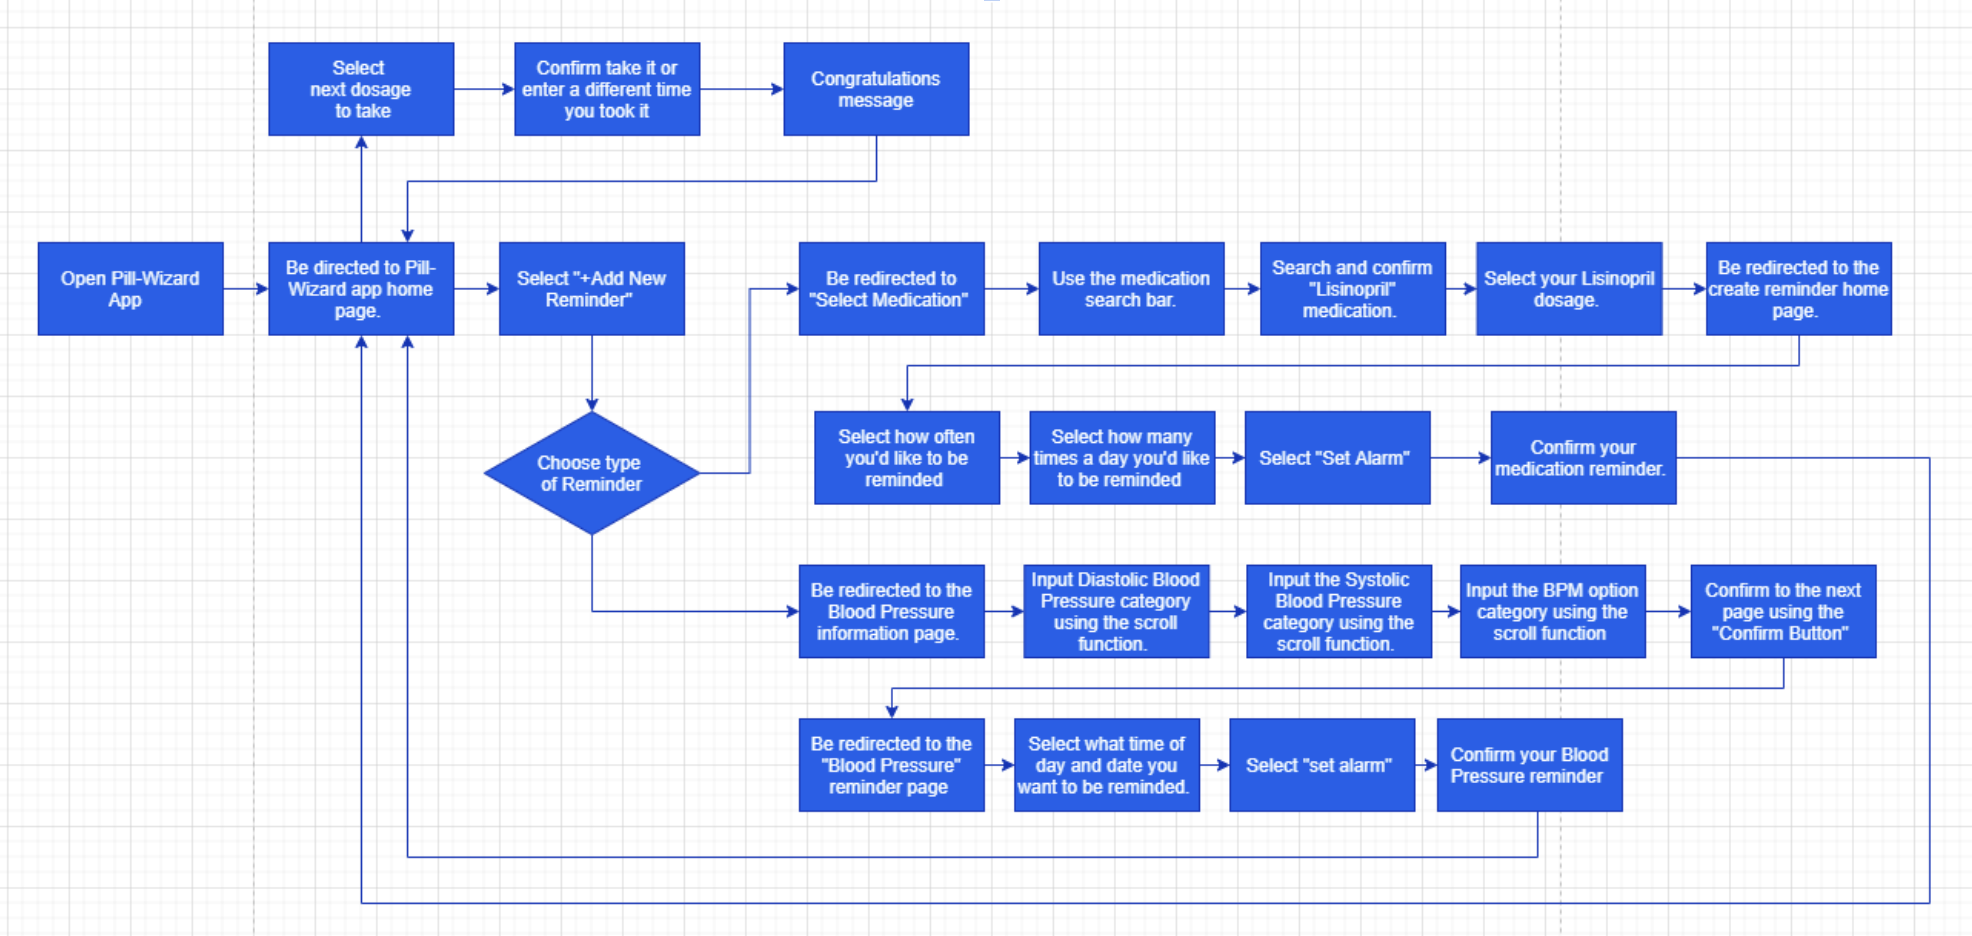 Select
next dosage
to take
Confirm take it or
enter a different time
you took it
Congratulations
message
Open Pill-Wizard
App
Be directed to Pill-
Wizard app home
page.
Select "+Add New
Reminder"
Be redirected to
"Select Medication"
Use the medication
search bar.
Search and confirm
"Lisinopril"
medication.
Select your Lisinopril
dosage.
Be redirected to the
create reminder home
page.
Choose type
of Reminder
Select how often
you'd like to be
reminded
Select how many
times a day you'd like
to be reminded
Select "Set Alarm"
Confirm your
medication reminder.
Be redirected to the
Blood Pressure
information page.
Input Diastolic Blood
Pressure category
using the scroll
function.
Input the Systolic
Blood Pressure
category using the
scroll function.
Input the BPM option
category using the
scroll function
Confirm to the next
page using the
"Confirm Button"
Be redirected to the
"Blood Pressure"
reminder page
Select what time of
day and date you
want to be reminded.
Select "set alarm"
Confirm your Blood
Pressure reminder